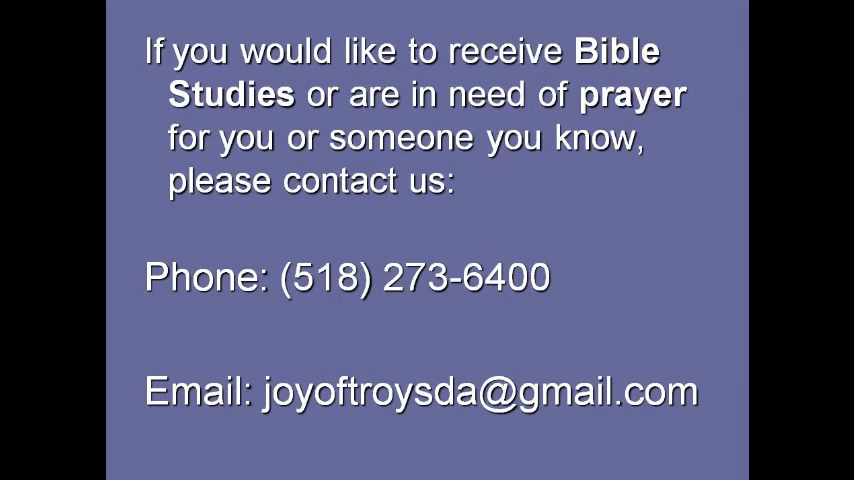 If you would like to receive Bible
Studies or are in need of prayer
for you or someone you know,
please contact us:
Phone: (518) 273-6400
Email: joyoftroysda@gmail.com